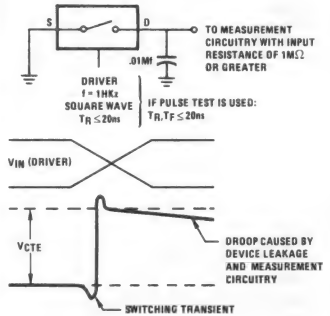 S
D
TO MEASUREMENT
CIRCUITRY WITH INPUT
RESISTANCE OF 1MΩ
OR GREATER
.01Mf
DRIVER
f = 1HKz
SQUARE WAVE
TR ≤ 20ns
IF PULSE TEST IS USED:
TR,TF ≤ 20ns
VIN (DRIVER)
VCTE
DROOP CAUSED BY
DEVICE LEAKAGE
AND MEASUREMENT
CIRCUITRY
SWITCHING TRANSIENT